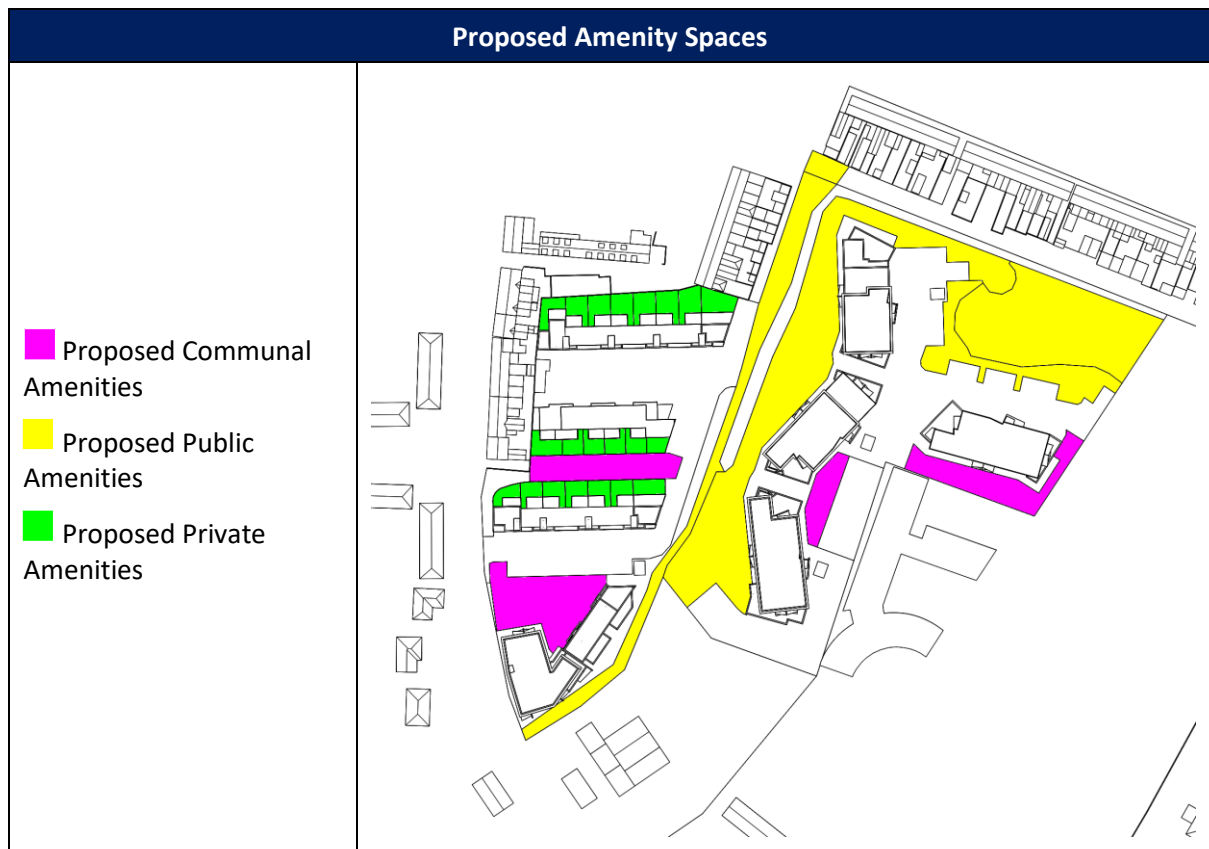 Proposed Amenity Spaces
Proposed Communal
Amenities
Proposed Public
Amenities
Proposed Private
Amenities